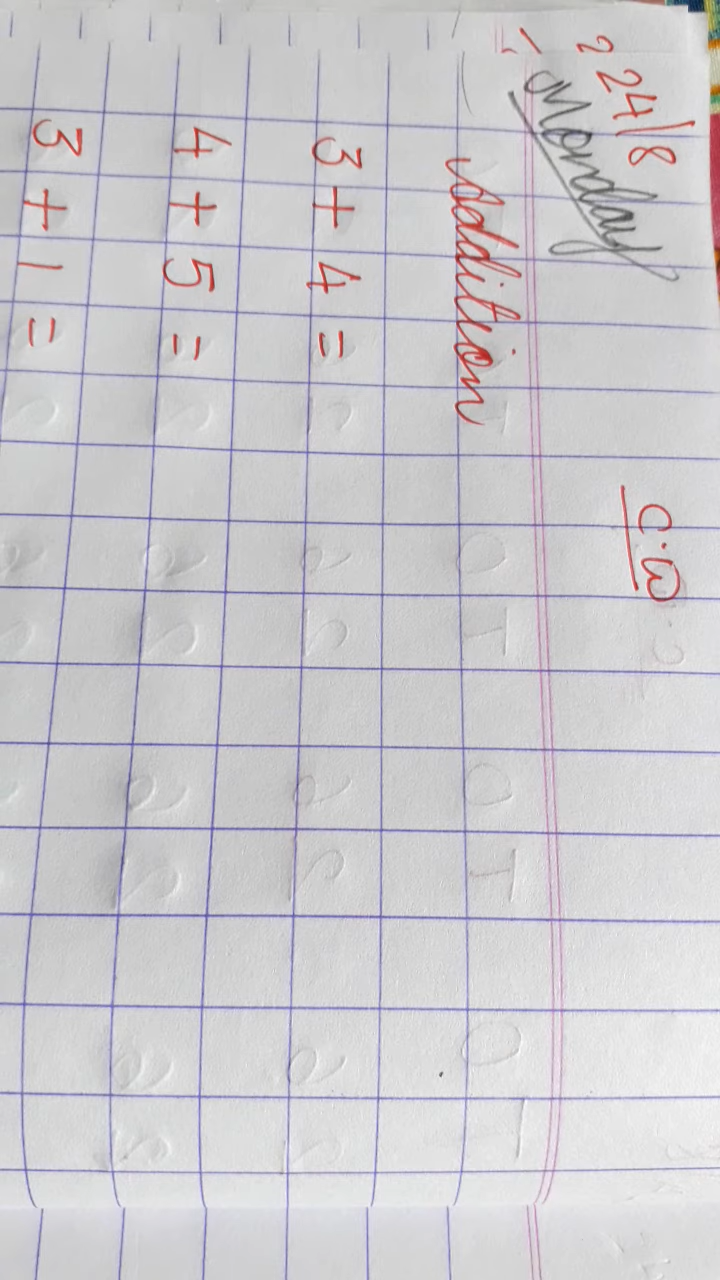 24/8 C.W
Monday
Addition
3 + 4 =
4 + 5 =
3 + 1 =